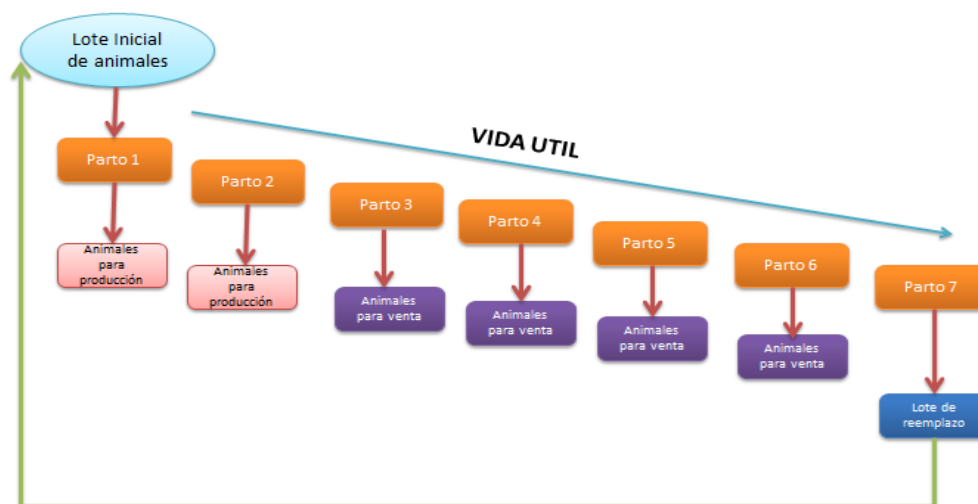 Lote Inicial
de animales
VIDA UTIL
Parto 1
Parto 2
Parto 3
Parto 4
Parto 5
Parto 6
Parto 7
Animales
para
producción
Animales
para
producción
Animales
para venta
Animales
para venta
Animales
para venta
Animales
para venta
Lote de
reemplazo